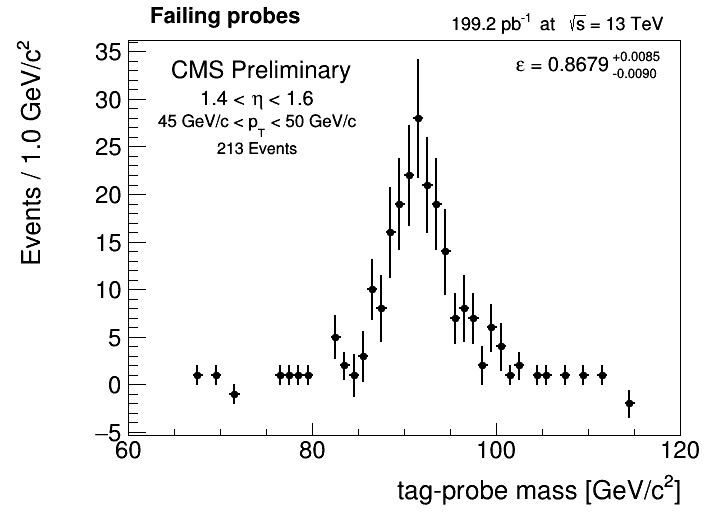 Failing probes
199.2 pb⁻¹ at √s = 13 TeV
CMS Preliminary
1.4 < η < 1.6
45 GeV/c < p_T < 50 GeV/c
213 Events
ε = 0.8679 +0.0085 -0.0090
Events / 1.0 GeV/c²
35
30
25
20
15
10
5
0
−5
60 80 100 120
tag-probe mass [GeV/c²]